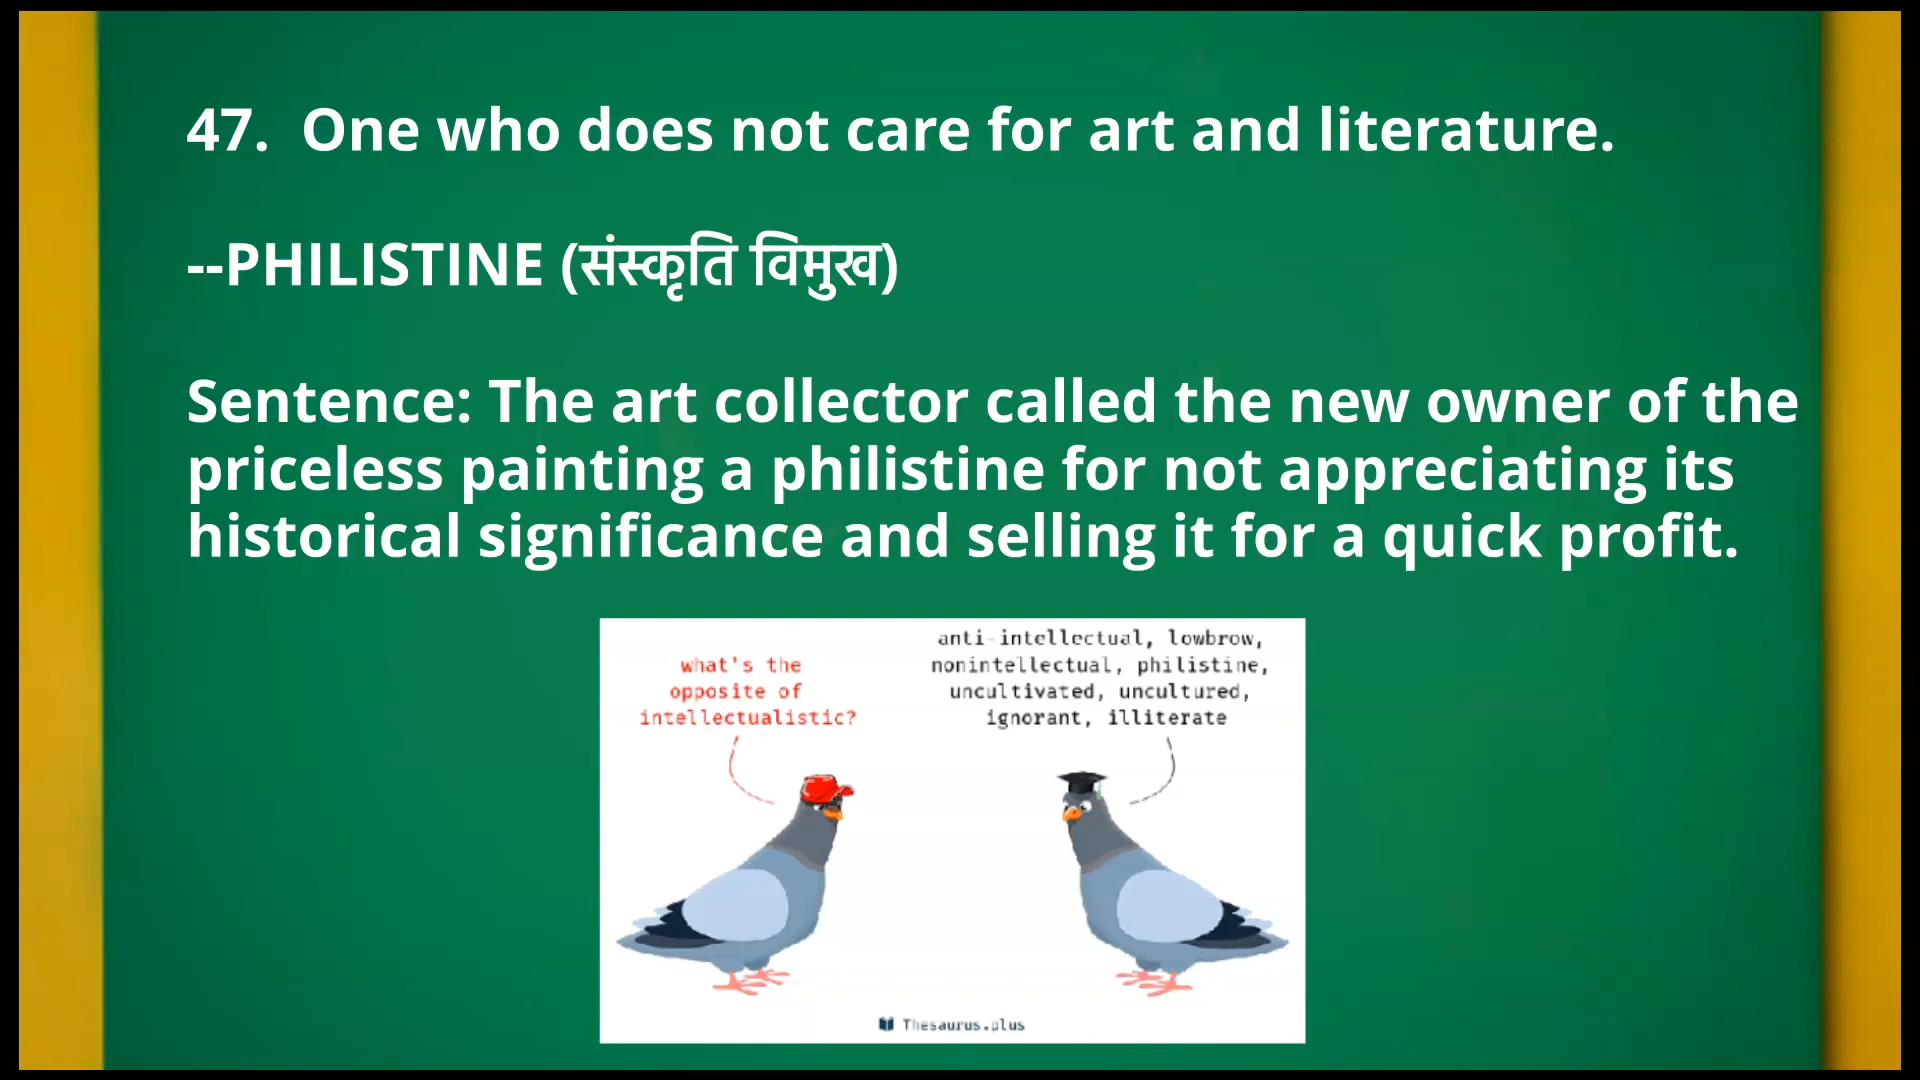 47. One who does not care for art and literature.
--PHILISTINE (संस्कृति विमुख)
Sentence: The art collector called the new owner of the
priceless painting a philistine for not appreciating its
historical significance and selling it for a quick profit.
what's the
opposite of
intellectualistic?
anti-intellectual, lowbrow,
nonintellectual, philistine,
uncultivated, uncultured,
ignorant, illiterate
Thesaurus.plus